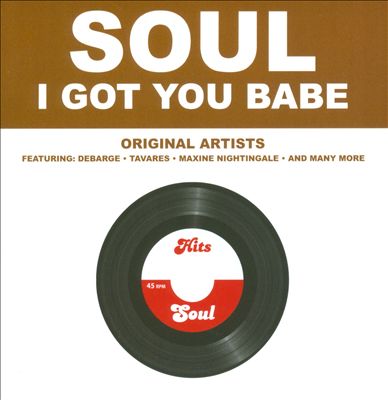 SOUL
I GOT YOU BABE
ORIGINAL ARTISTS
FEATURING: DEBARGE • TAVARES • MAXINE NIGHTINGALE • AND MANY MORE
Hits
45 RPM
Soul